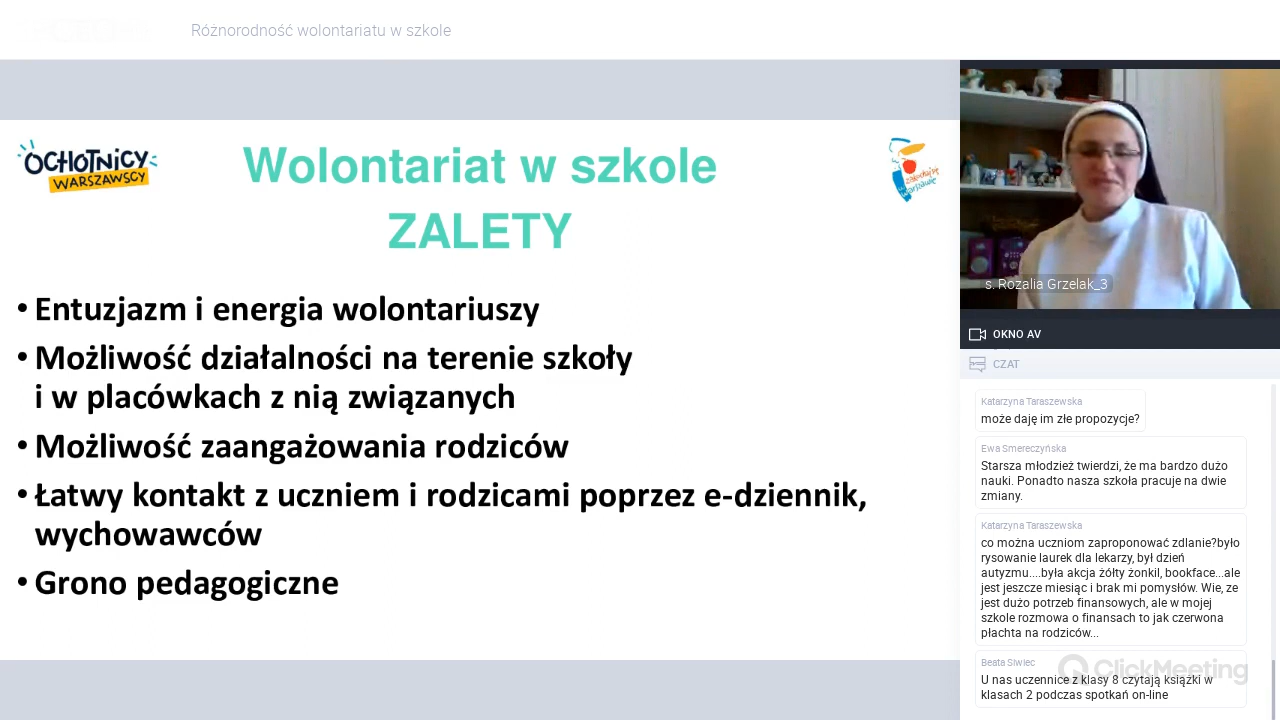 Różnorodność wolontariatu w szkole
OCHOTNICY
WARSZAWSCY
Wolontariat w szkole
ZALETY
zakochaj się
w Warszawie
• Entuzjazm i energia wolontariuszy
• Możliwość działalności na terenie szkoły
i w placówkach z nią związanych
• Możliwość zaangażowania rodziców
• Łatwy kontakt z uczniem i rodzicami poprzez e-dziennik,
wychowawców
• Grono pedagogiczne
s. Rozalia Grzelak_3
OKNO AV
CZAT
Katarzyna Taraszewska
może daję im złe propozycje?
Ewa Smereczyńska
Starsza młodzież twierdzi, że ma bardzo dużo
nauki. Ponadto nasza szkoła pracuje na dwie
zmiany.
Katarzyna Taraszewska
co można uczniom zaproponować zdlanie?było
rysowanie laurek dla lekarzy, był dzień
autyzmu....była akcja żółty żonkil, bookface...ale
jest jeszcze miesiąc i brak mi pomysłów. Wie, ze
jest dużo potrzeb finansowych, ale w mojej
szkole rozmowa o finansach to jak czerwona
płachta na rodziców...
Beata Siwiec
ClickMeeting
U nas uczennice z klasy 8 czytają książki w
klasach 2 podczas spotkań on-line